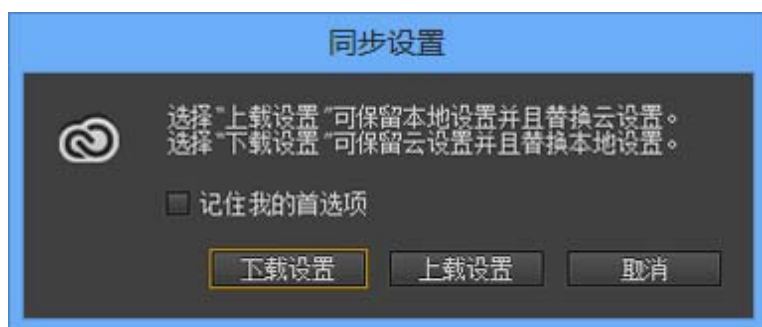 同步设置
选择"上载设置"可保留本地设置并且替换云设置。
选择"下载设置"可保留云设置并且替换本地设置。
记住我的首选项
下载设置
上载设置
取消